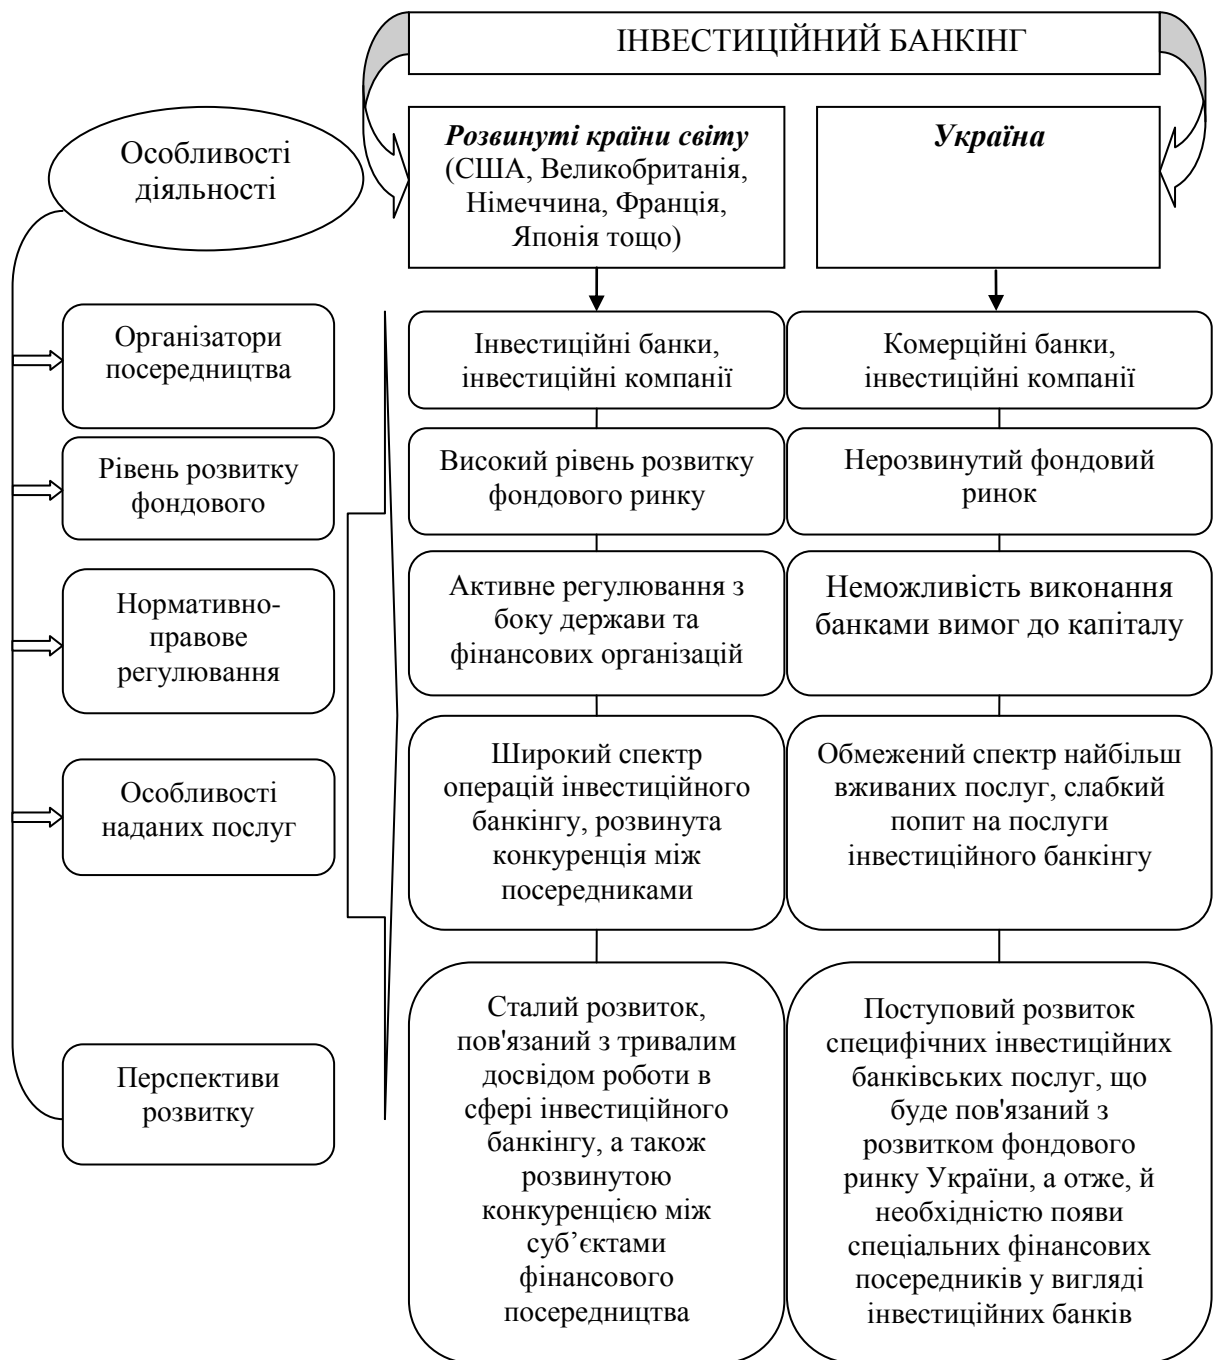 ІНВЕСТИЦІЙНИЙ БАНКІНГ
Особливості
діяльності
Розвинуті країни світу
(США, Великобританія,
Німеччина, Франція,
Японія тощо)
Україна
Організатори
посередництва
Інвестиційні банки,
інвестиційні компанії
Комерційні банки,
інвестиційні компанії
Рівень розвитку
фондового
Високий рівень розвитку
фондового ринку
Нерозвинутий фондовий
ринок
Нормативно-
правове
регулювання
Активне регулювання з
боку держави та
фінансових організацій
Неможливість виконання
банками вимог до капіталу
Особливості
наданих послуг
Широкий спектр
операцій інвестиційного
банкінгу, розвинута
конкуренція між
посередниками
Обмежений спектр найбільш
вживаних послуг, слабкий
попит на послуги
інвестиційного банкінгу
Перспективи
розвитку
Сталий розвиток,
пов'язаний з тривалим
досвідом роботи в
сфері інвестиційного
банкінгу, а також
розвинутою
конкуренцією між
суб’єктами
фінансового
посередництва
Поступовий розвиток
специфічних інвестиційних
банківських послуг, що
буде пов'язаний з
розвитком фондового
ринку України, а отже, й
необхідністю появи
спеціальних фінансових
посередників у вигляді
інвестиційних банків